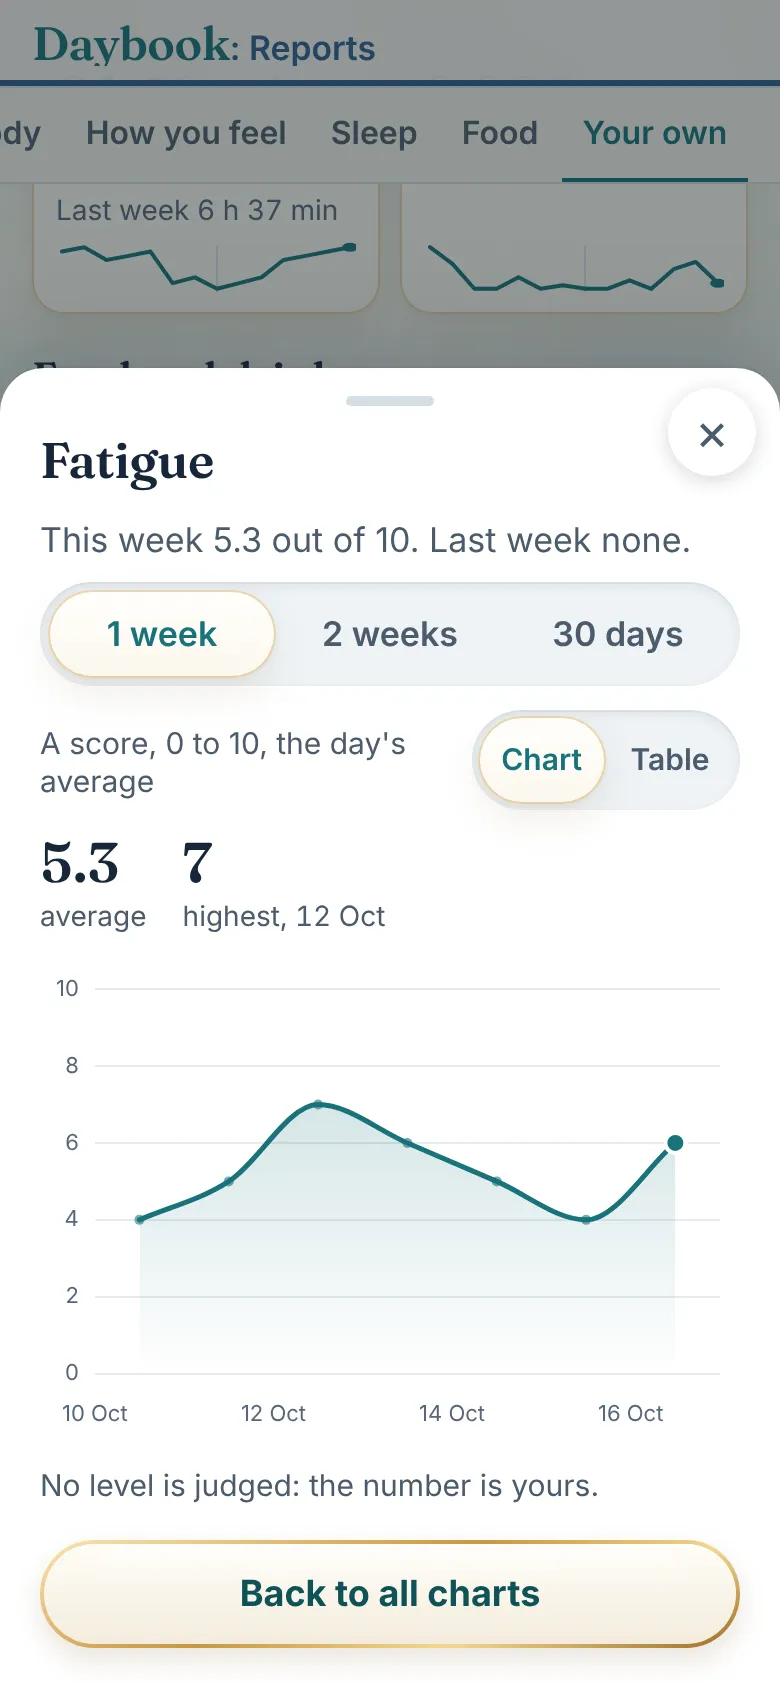 Daybook: Reports
dy How you feel Sleep Food Your own
Last week 6 h 37 min
Fatigue
This week 5.3 out of 10. Last week none.
1 week 2 weeks 30 days
A score, 0 to 10, the day's
average
Chart Table
5.3 7
average highest, 12 Oct
10
8
6
4
2
0
10 Oct 12 Oct 14 Oct 16 Oct
No level is judged: the number is yours.
Back to all charts